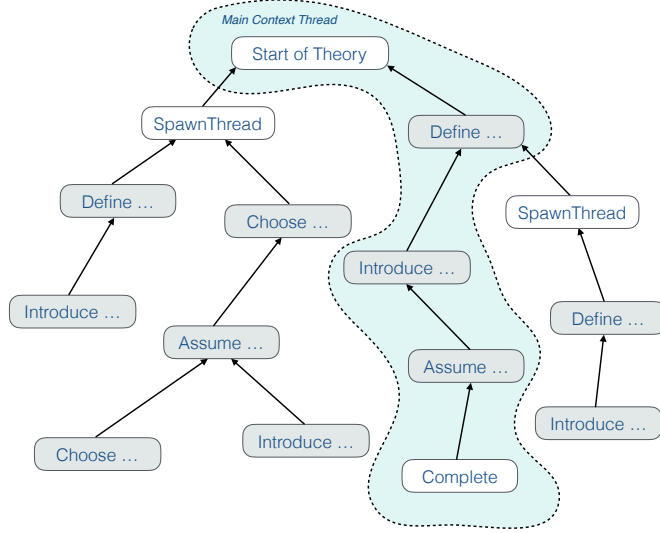 Main Context Thread
Start of Theory
SpawnThread
Define ...
Define ...
Choose ...
SpawnThread
Introduce ...
Introduce ...
Define ...
Assume ...
Assume ...
Introduce ...
Choose ...
Introduce ...
Complete